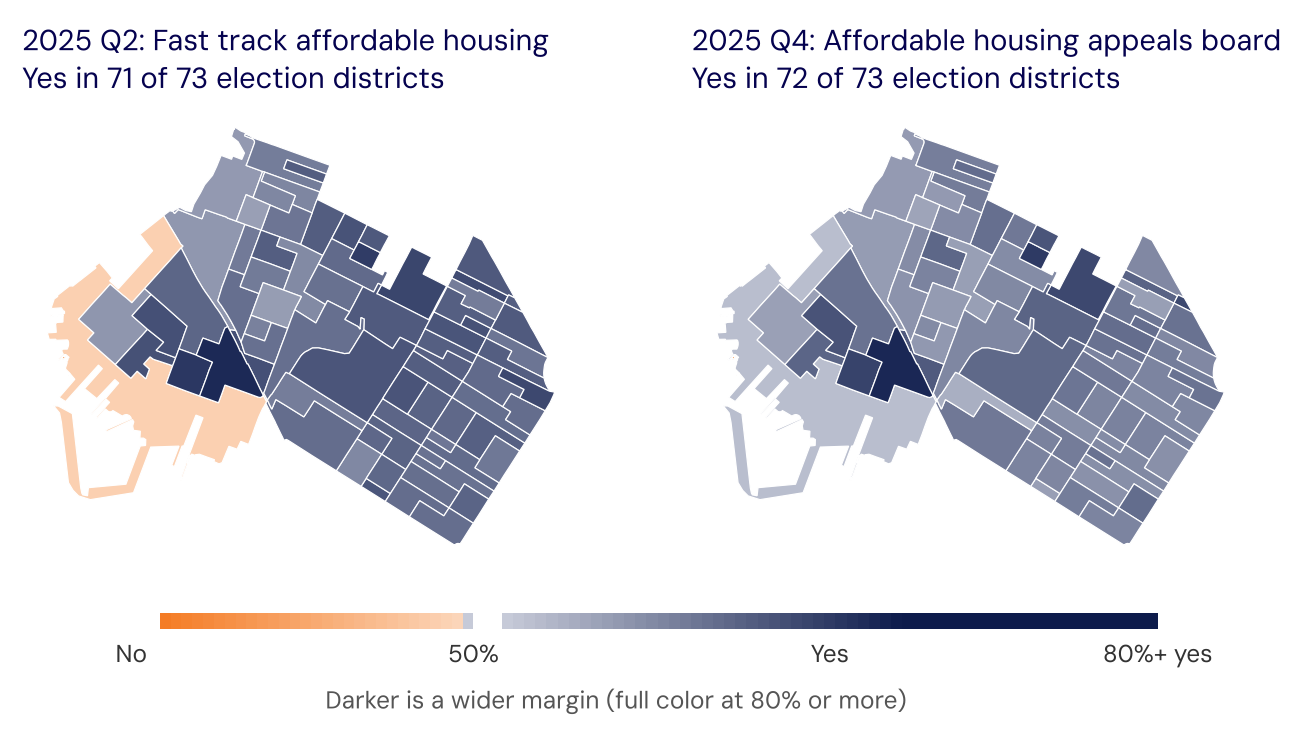 2025 Q2: Fast track affordable housing
Yes in 71 of 73 election districts
2025 Q4: Affordable housing appeals board
Yes in 72 of 73 election districts
No
50%
Yes
80%+ yes
Darker is a wider margin (full color at 80% or more)